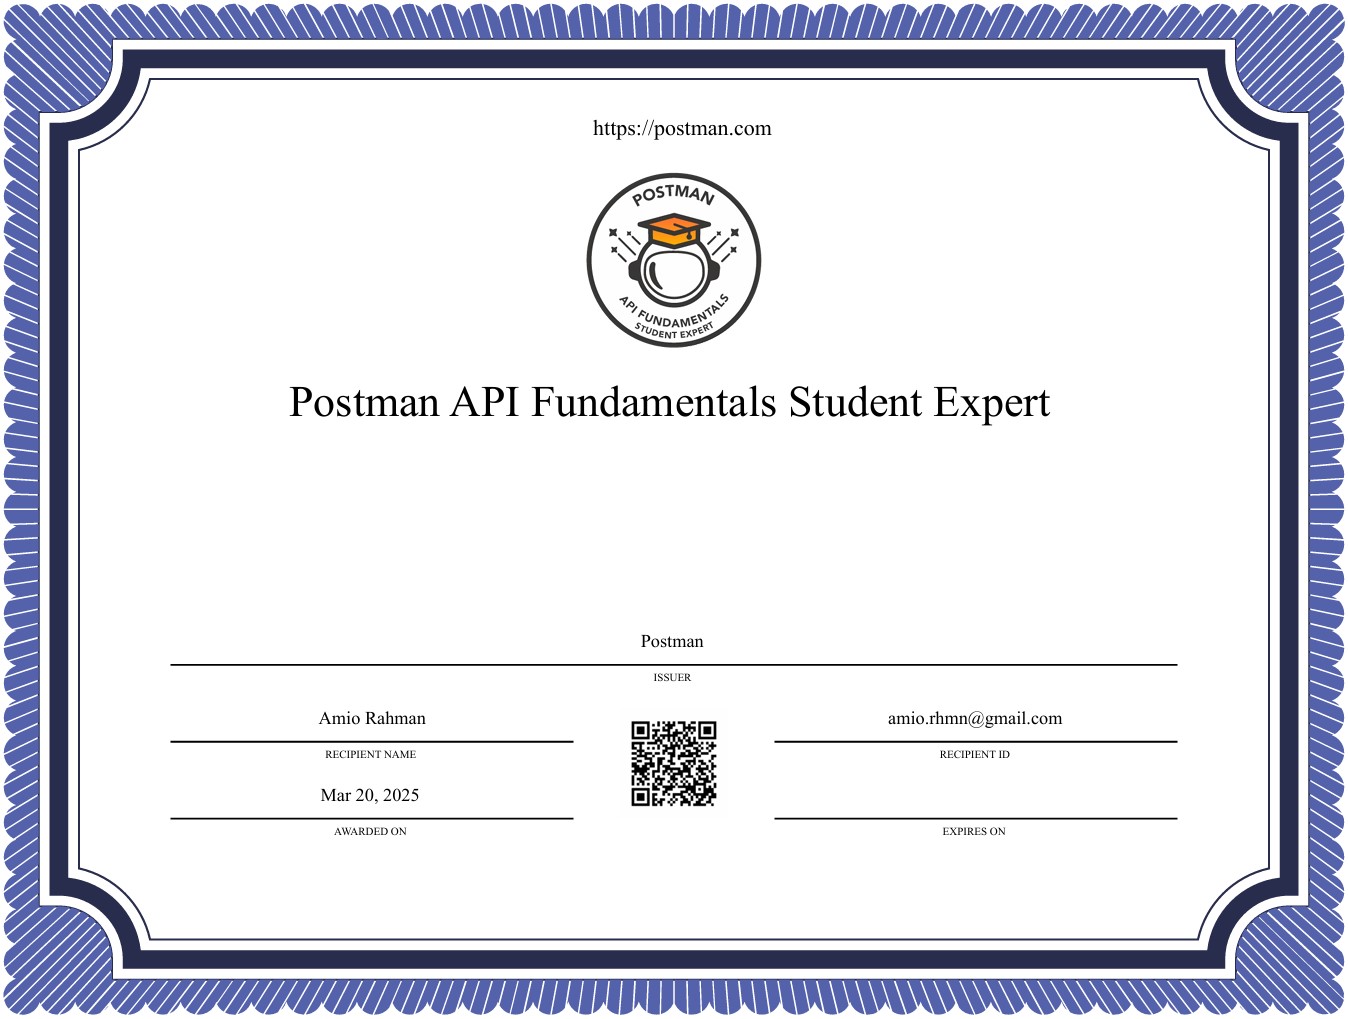 https://postman.com
POSTMAN
API FUNDAMENTALS
STUDENT EXPERT
Postman API Fundamentals Student Expert
Postman
ISSUER
Amio Rahman
amio.rhmn@gmail.com
RECIPIENT NAME
RECIPIENT ID
Mar 20, 2025
AWARDED ON
EXPIRES ON